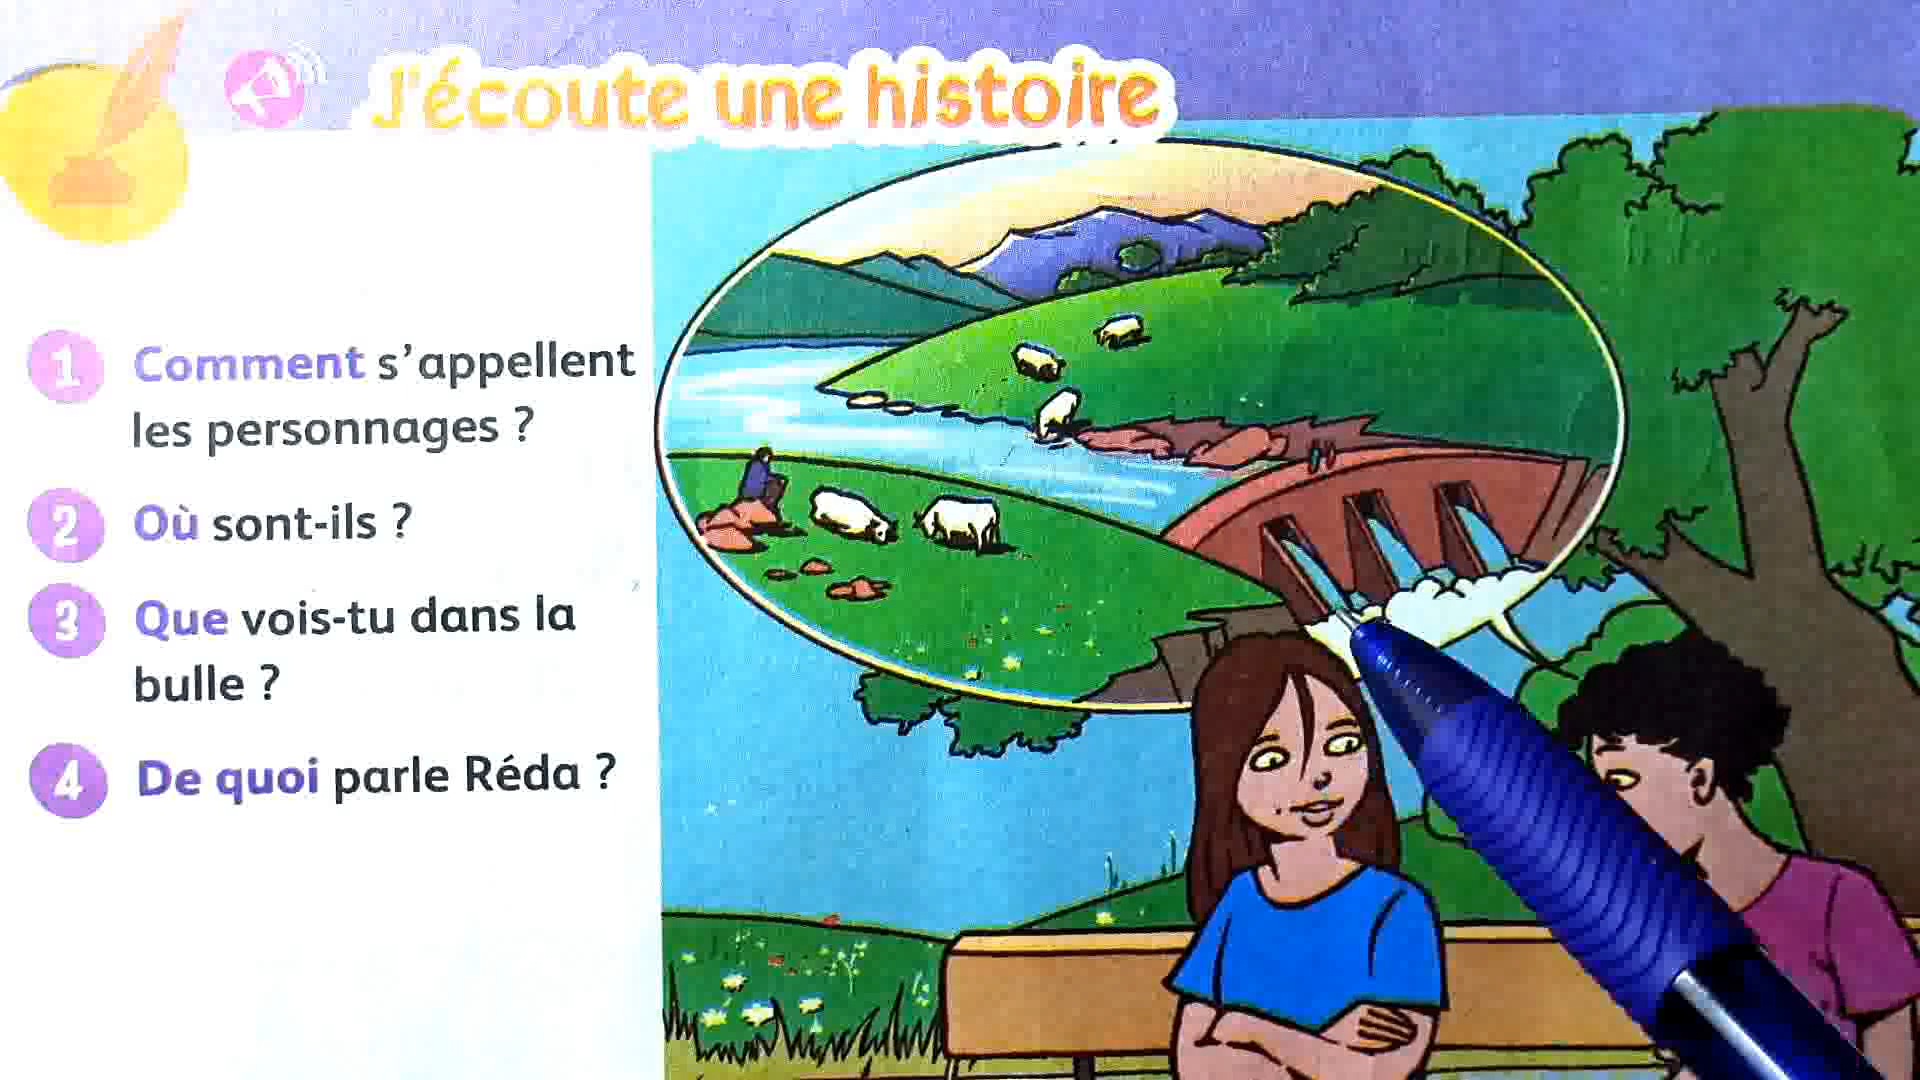 J'écoute une histoire
1 Comment s'appellent
les personnages ?
2 Où sont-ils ?
3 Que vois-tu dans la
bulle ?
4 De quoi parle Réda ?